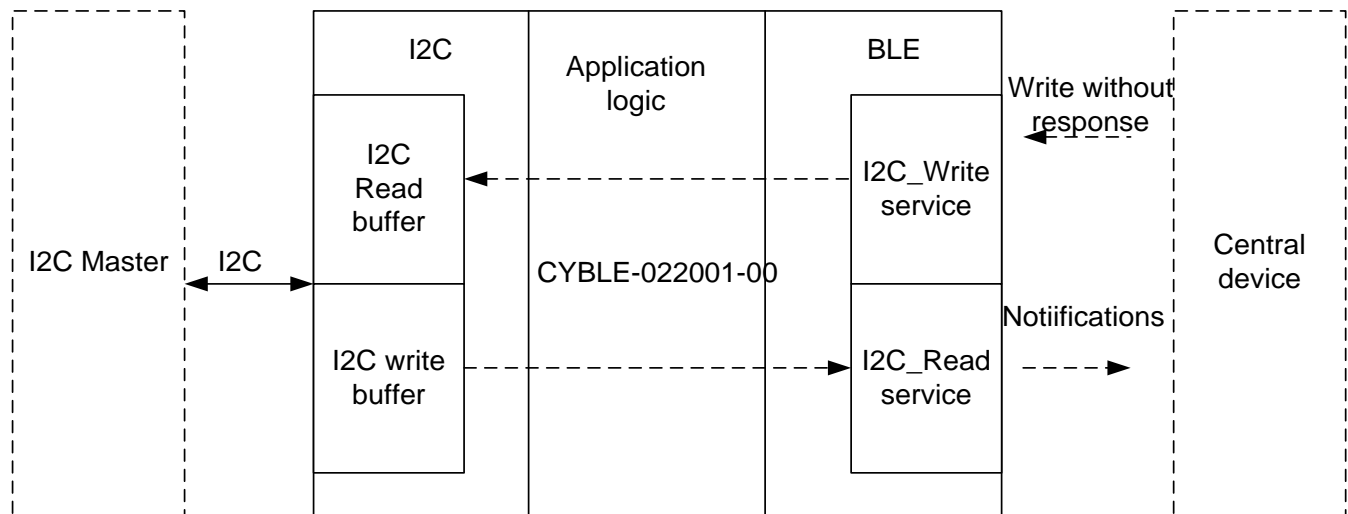 I2C
Application
logic
BLE
Write without
response
I2C
Read
buffer
I2C_Write
service
I2C Master
I2C
CYBLE-022001-00
Central
device
I2C write
buffer
I2C_Read
service
Notiifications